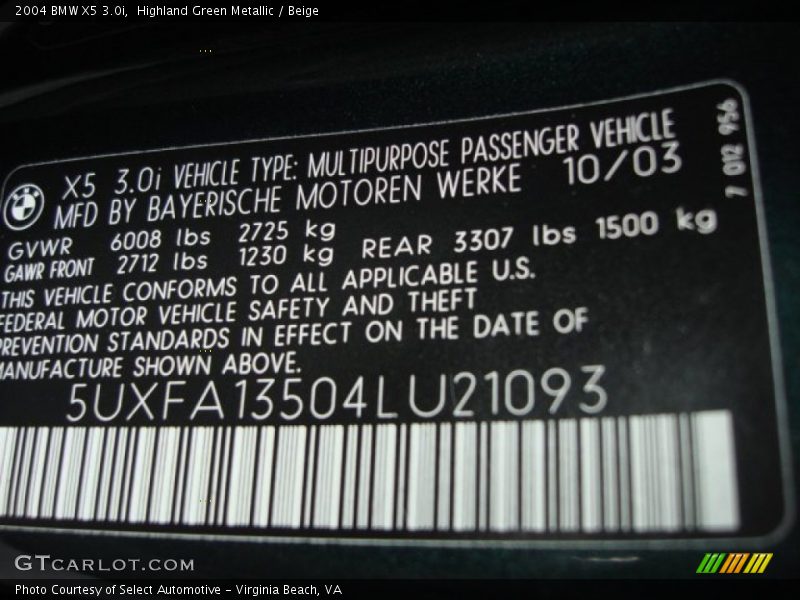 2004 BMW X5 3.0i,  Highland Green Metallic / Beige
7 012 956
BMW
X5 3.0i VEHICLE TYPE: MULTIPURPOSE PASSENGER VEHICLE
MFD BY BAYERISCHE MOTOREN WERKE 10/03
GVWR 6008 lbs 2725 kg
GAWR FRONT 2712 lbs 1230 kg REAR 3307 lbs 1500 kg
THIS VEHICLE CONFORMS TO ALL APPLICABLE U.S.
FEDERAL MOTOR VEHICLE SAFETY AND THEFT
PREVENTION STANDARDS IN EFFECT ON THE DATE OF
MANUFACTURE SHOWN ABOVE.
5UXFA13504LU21093
GTCARLOT.COM
Photo Courtesy of Select Automotive - Virginia Beach, VA